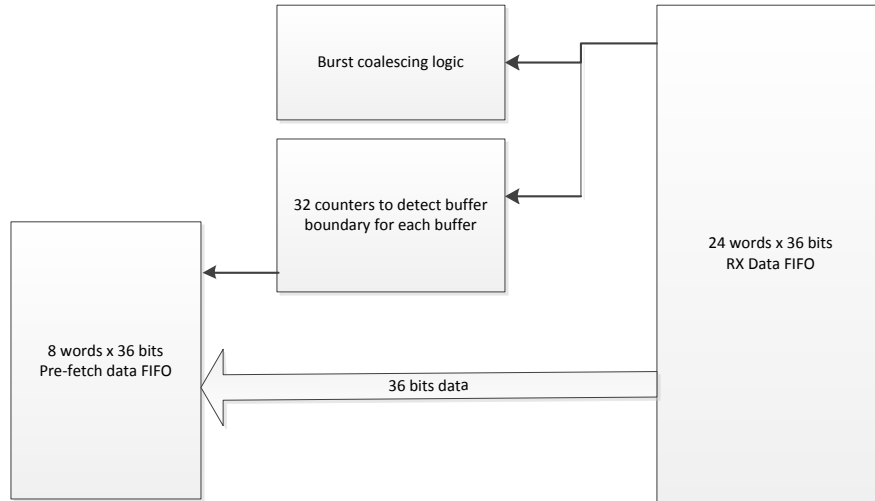 Burst coalescing logic
32 counters to detect buffer
boundary for each buffer
24 words x 36 bits
RX Data FIFO
8 words x 36 bits
Pre-fetch data FIFO
36 bits data